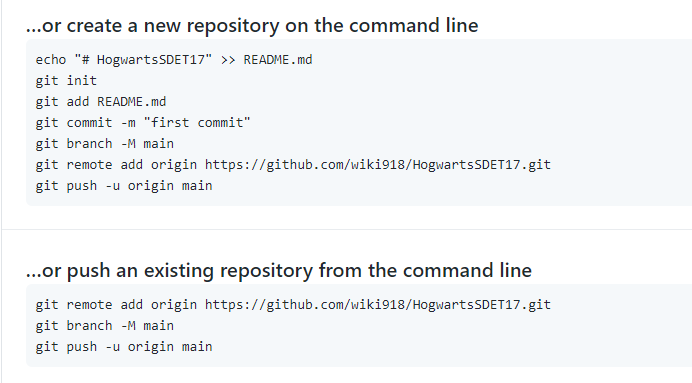 ...or create a new repository on the command line
echo "# HogwartsSDET17" >> README.md
git init
git add README.md
git commit -m "first commit"
git branch -M main
git remote add origin https://github.com/wiki918/HogwartsSDET17.git
git push -u origin main
...or push an existing repository from the command line
git remote add origin https://github.com/wiki918/HogwartsSDET17.git
git branch -M main
git push -u origin main